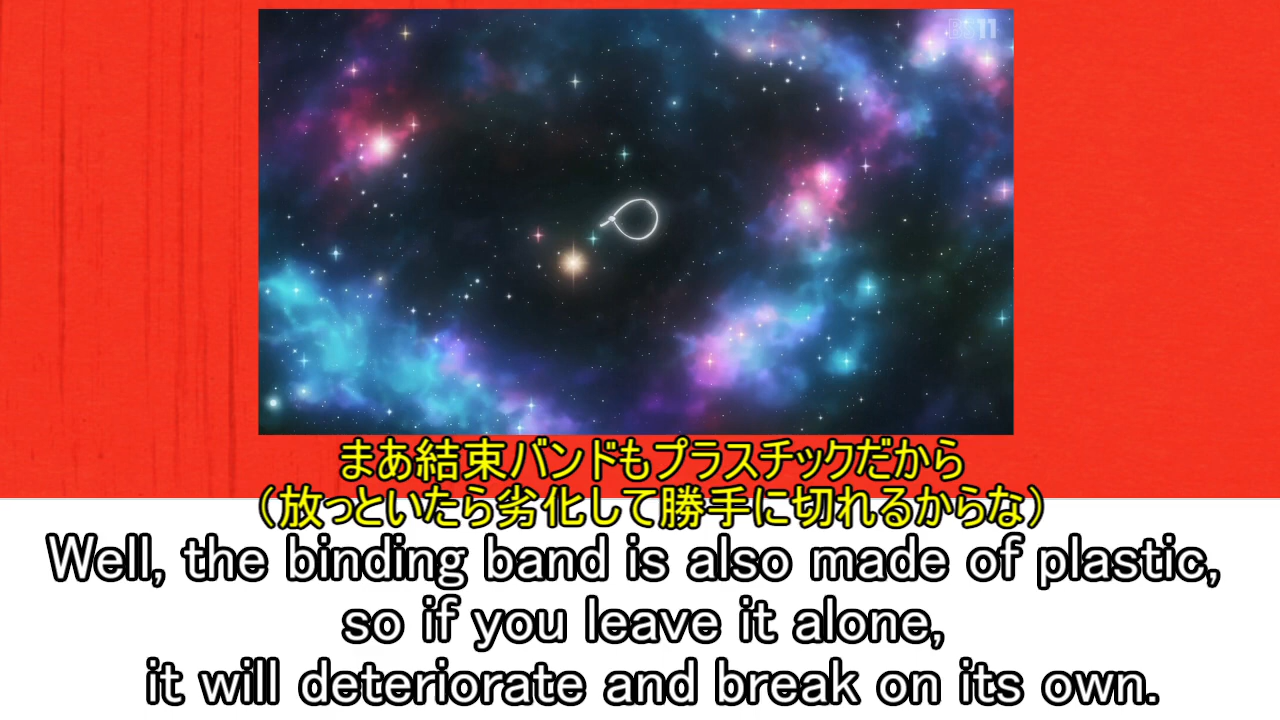 BS11
まあ結束バンドもプラスチックだから
（放っといたら劣化して勝手に切れるからな）
Well, the binding band is also made of plastic,
so if you leave it alone,
it will deteriorate and break on its own.